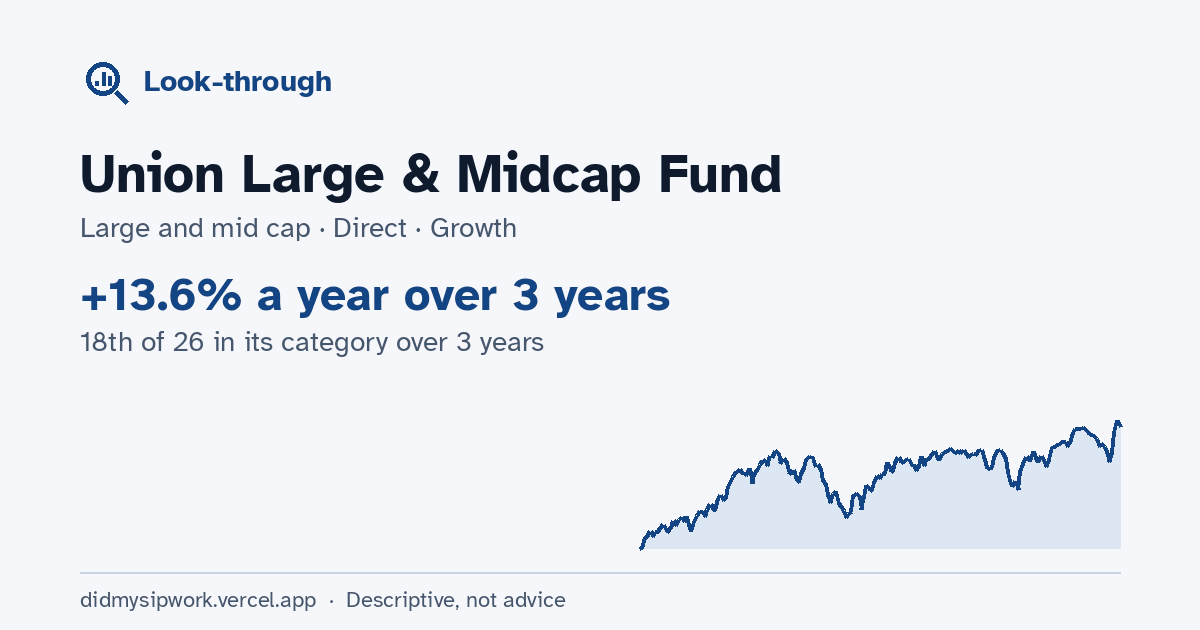 Look-through
Union Large & Midcap Fund
Large and mid cap · Direct · Growth
+13.6% a year over 3 years
18th of 26 in its category over 3 years
didmysipwork.vercel.app · Descriptive, not advice